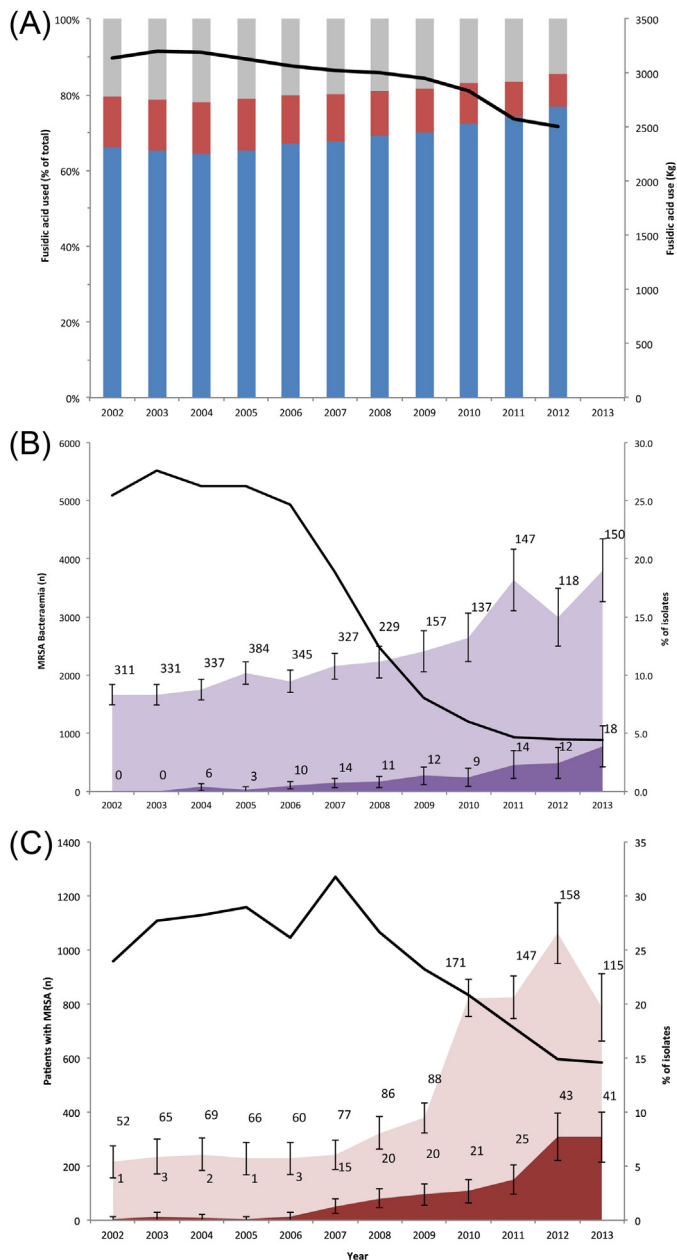 (A)
100%
80%
60%
40%
20%
0%
Fusidic acid used (% of total)
3500
3000
2500
2000
1500
1000
500
0
Fusidic acid use (Kg)
2002 2003 2004 2005 2006 2007 2008 2009 2010 2011 2012 2013
(B)
6000
5000
4000
3000
2000
1000
0
MRSA Bacteraemia (n)
30.0
25.0
20.0
15.0
10.0
5.0
0.0
% of isolates
311 331 337 384 345 327 229 157 137 147 118 150
0 0 6 3 10 14 11 12 9 14 12 18
2002 2003 2004 2005 2006 2007 2008 2009 2010 2011 2012 2013
(C)
1400
1200
1000
800
600
400
200
0
Patients with MRSA (n)
35
30
25
20
15
10
5
0
% of isolates
52 65 69 66 60 77 86 88 171 147 158 115
1 3 2 1 3 15 20 20 21 25 43 41
2002 2003 2004 2005 2006 2007 2008 2009 2010 2011 2012 2013
Year